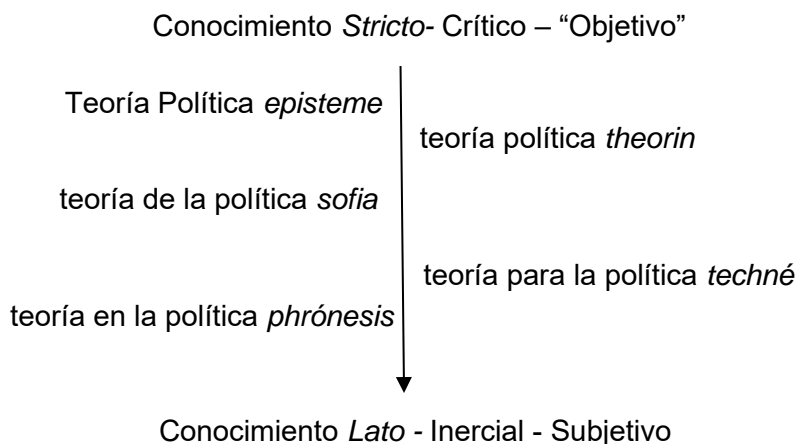 Conocimiento Stricto- Crítico – “Objetivo”
Teoría Política episteme
teoría política theorin
teoría de la política sofia
teoría para la política techné
teoría en la política phrónesis
Conocimiento Lato - Inercial - Subjetivo